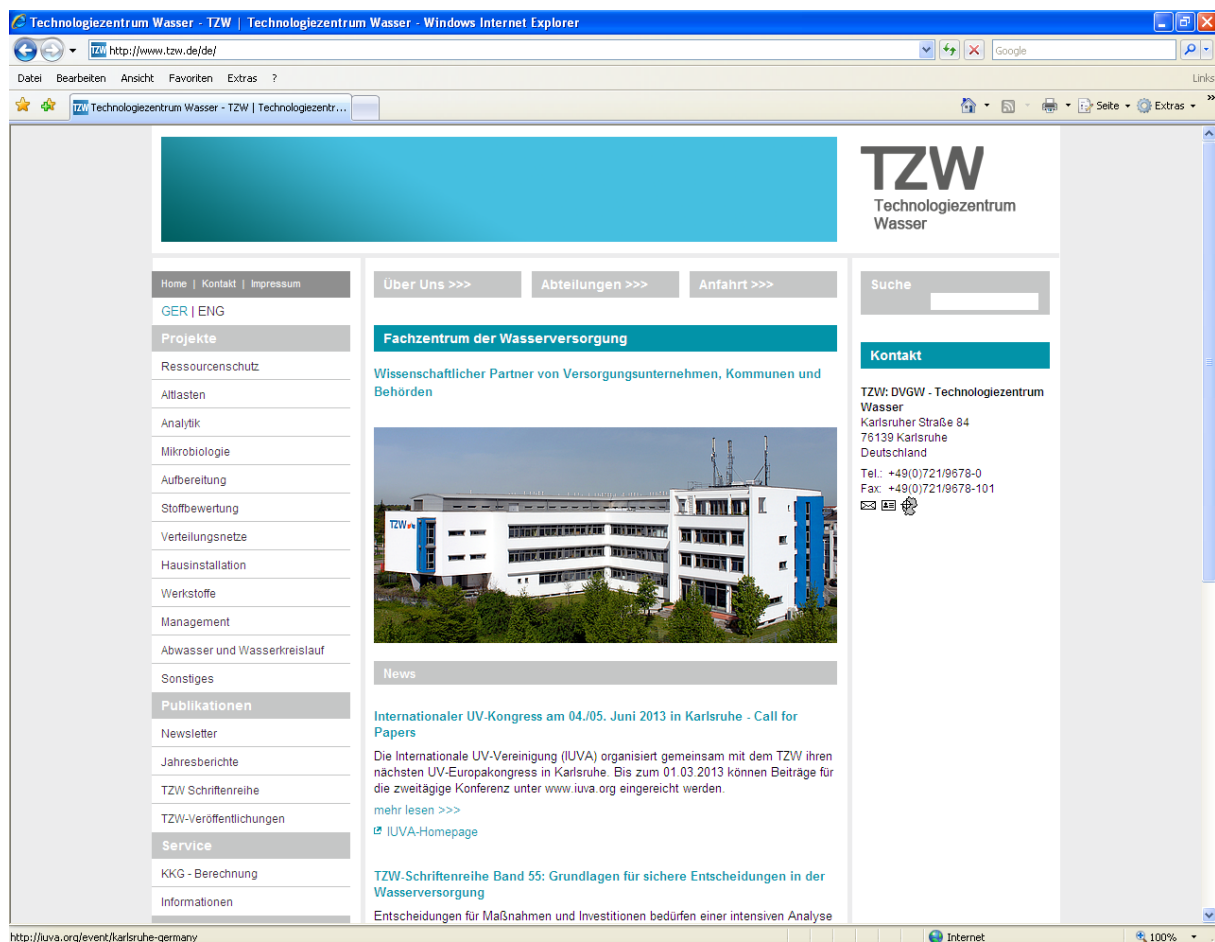 Technologiezentrum Wasser - TZW | Technologiezentrum Wasser - Windows Internet Explorer
TZW http://www.tzw.de/de/
Google
Datei Bearbeiten Ansicht Favoriten Extras ?
Links
TZW Technologiezentrum Wasser - TZW | Technologiezentr...
Seite Extras »
TZW
Technologiezentrum
Wasser
Home | Kontakt | Impressum
GER | ENG
Projekte
Ressourcenschutz
Altlasten
Analytik
Mikrobiologie
Aufbereitung
Stoffbewertung
Verteilungsnetze
Hausinstallation
Werkstoffe
Management
Abwasser und Wasserkreislauf
Sonstiges
Publikationen
Newsletter
Jahresberichte
TZW Schriftenreihe
TZW-Veröffentlichungen
Service
KKG - Berechnung
Informationen
Über Uns >>>
Abteilungen >>>
Anfahrt >>>
Fachzentrum der Wasserversorgung
Wissenschaftlicher Partner von Versorgungsunternehmen, Kommunen und
Behörden
TZW
News
Internationaler UV-Kongress am 04./05. Juni 2013 in Karlsruhe - Call for
Papers
Die Internationale UV-Vereinigung (IUVA) organisiert gemeinsam mit dem TZW ihren
nächsten UV-Europakongress in Karlsruhe. Bis zum 01.03.2013 können Beiträge für
die zweitägige Konferenz unter www.iuva.org eingereicht werden.
mehr lesen >>>
IUVA-Homepage
TZW-Schriftenreihe Band 55: Grundlagen für sichere Entscheidungen in der
Wasserversorgung
Entscheidungen für Maßnahmen und Investitionen bedürfen einer intensiven Analyse
Suche
Kontakt
TZW: DVGW - Technologiezentrum
Wasser
Karlsruher Straße 84
76139 Karlsruhe
Deutschland
Tel.: +49(0)721/9678-0
Fax: +49(0)721/9678-101
http://iuva.org/event/karlsruhe-germany
Internet
100%